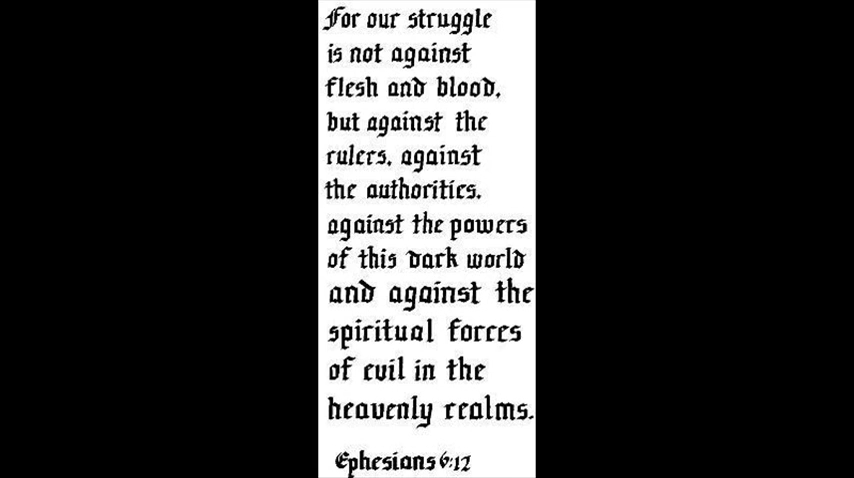 For our struggle
is not against
flesh and blood,
but against the
rulers, against
the authorities,
against the powers
of this dark world
and against the
spiritual forces
of evil in the
heavenly realms.
Ephesians 6:12